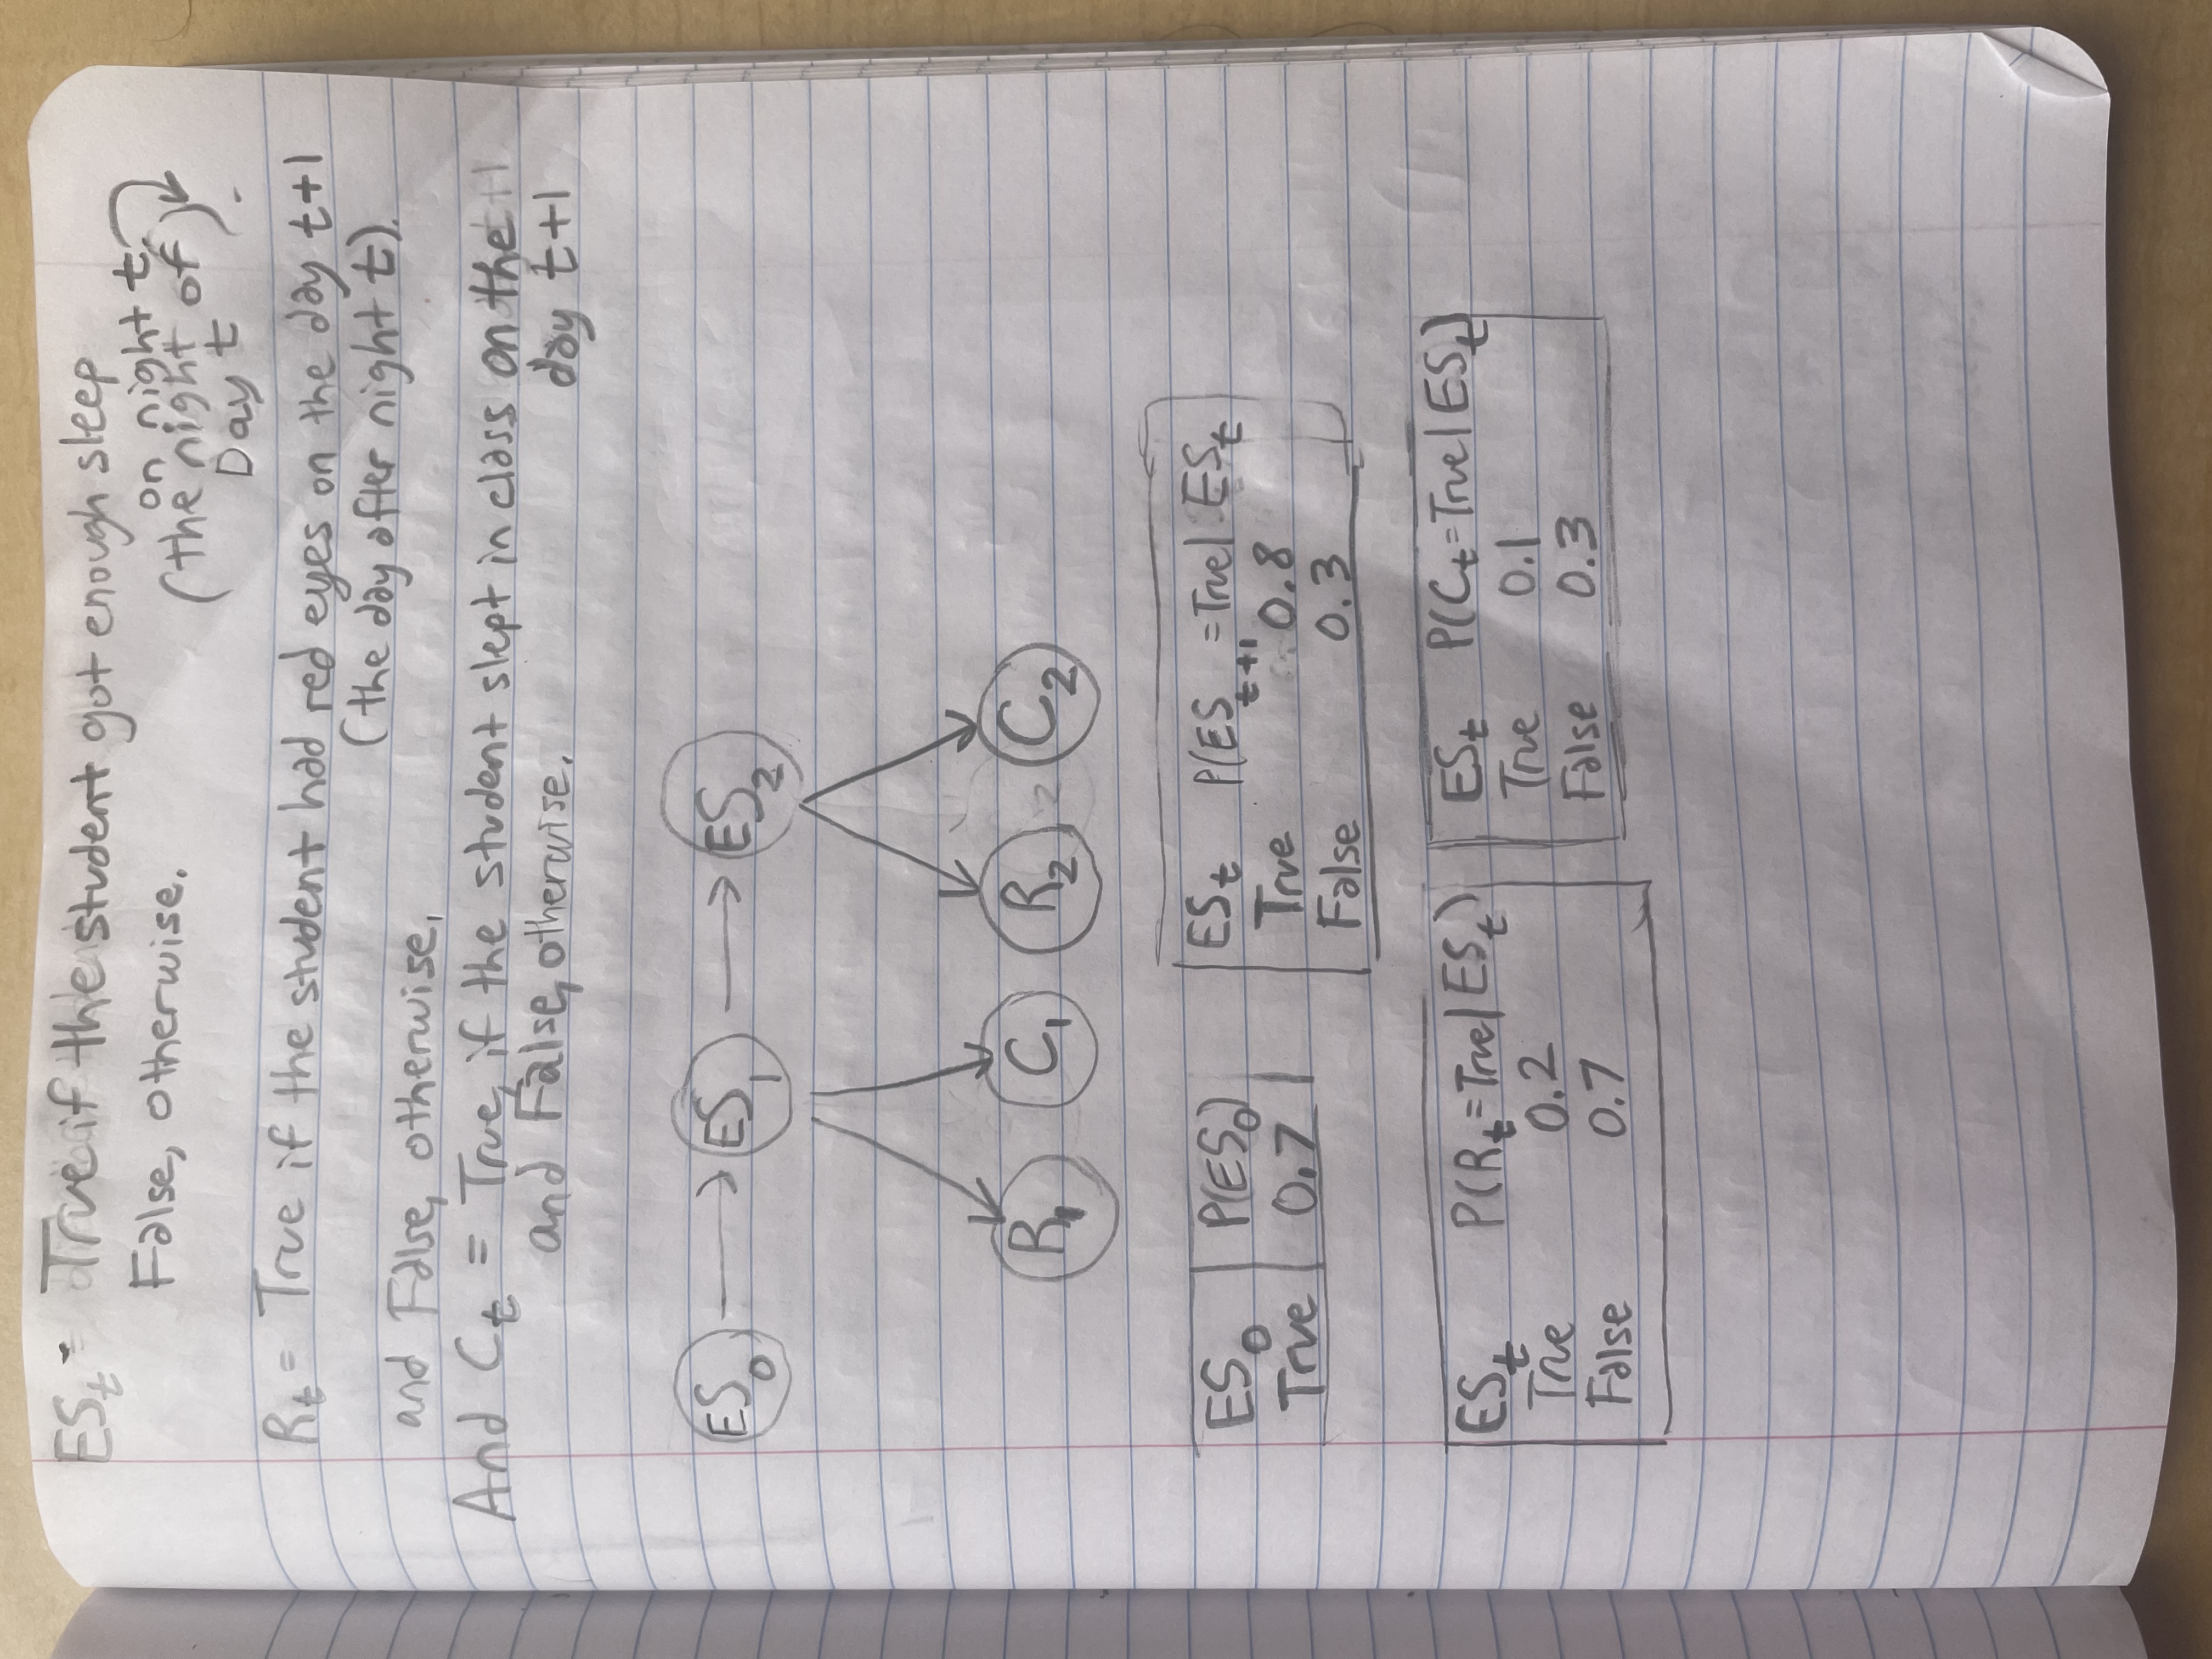 ES_t = True if the student got enough sleep
on night t.
False, otherwise.
(the night of
Day t).
R_t = True if the student had red eyes on the day t+1
(the day after night t).
and False, otherwise,
And C_t = True, if the student slept in class on the
and False, otherwise.
day t+1
ES_0 ES_1 ES_2
R_1 C_1 R_2 C_2
ES_0 P(ES_0)
True 0.7
ES_t P(ES_t+1 = True| ES_t
True 0.8
False 0.3
ES_t P(R_t=True|ES_t)
True 0.2
False 0.7
ES_t P(C_t=True|ES_t)
True 0.1
False 0.3